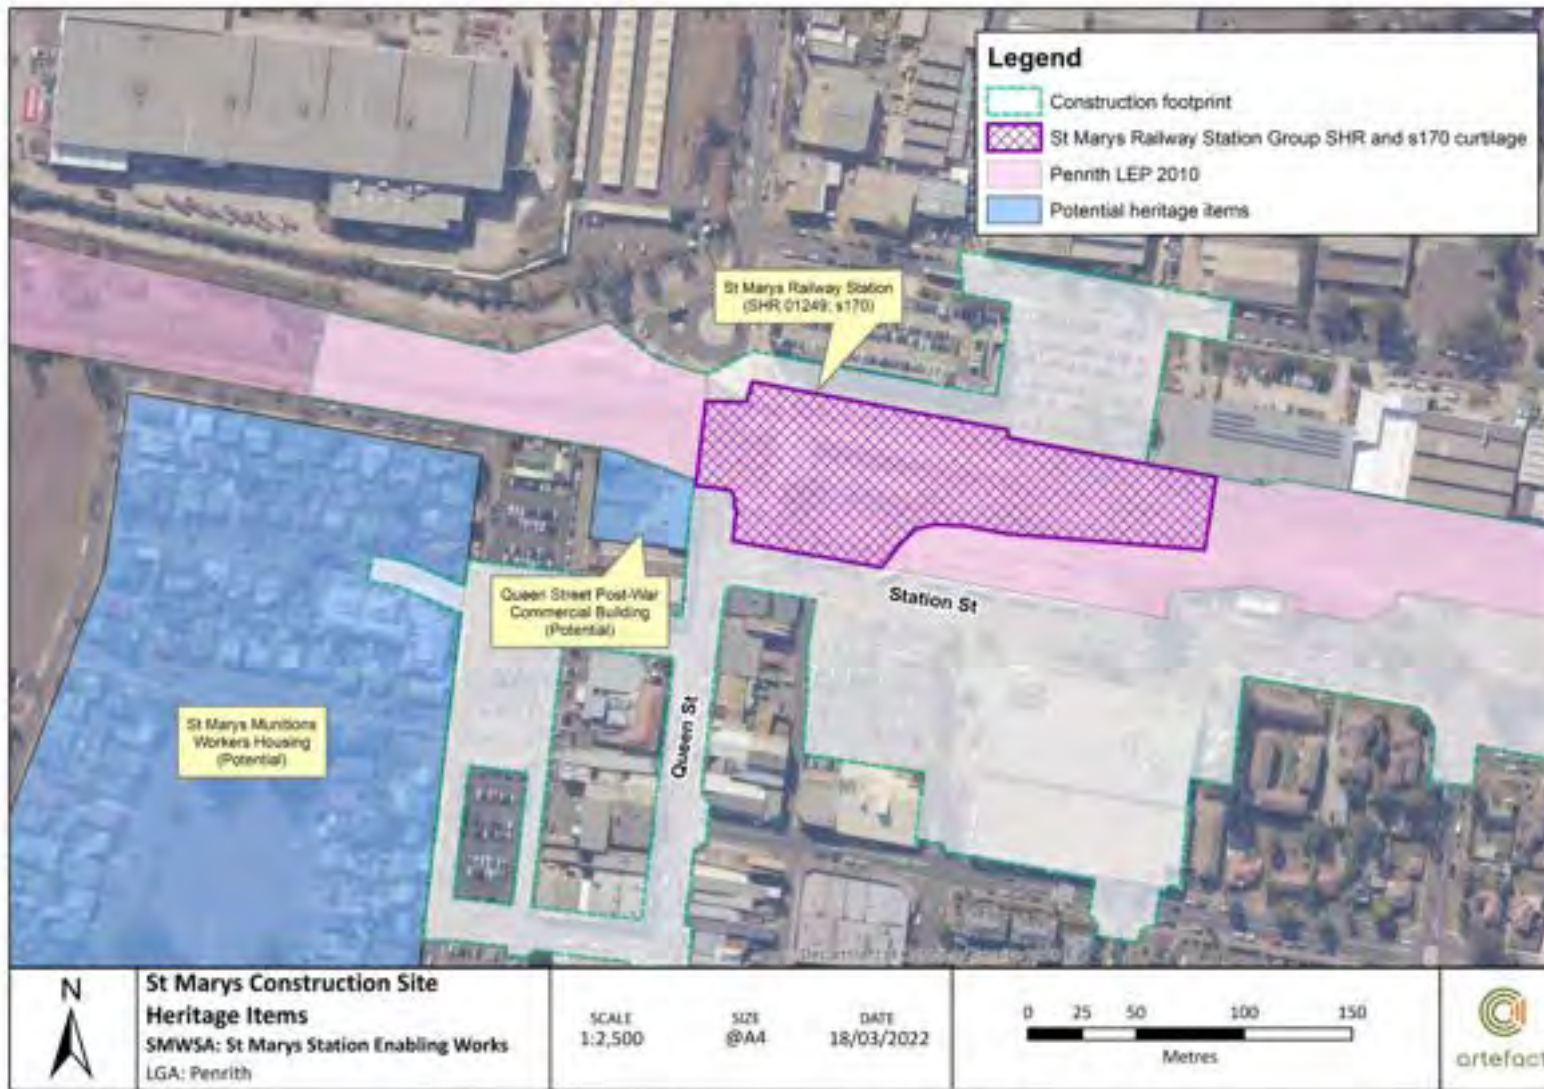 Legend
Construction footprint
St Marys Railway Station Group SHR and s170 curtilage
Penrith LEP 2010
Potential heritage items
St Marys Railway Station
(SHR 01249; s170)
Queen Street Post-War
Commercial Building
(Potential)
Station St
Queen St
St Marys Munitions
Workers Housing
(Potential)
N
St Marys Construction Site
Heritage Items
SMWSA: St Marys Station Enabling Works
LGA: Penrith
SCALE
1:2,500
SIZE
@A4
DATE
18/03/2022
0 25 50 100 150
Metres
artefact